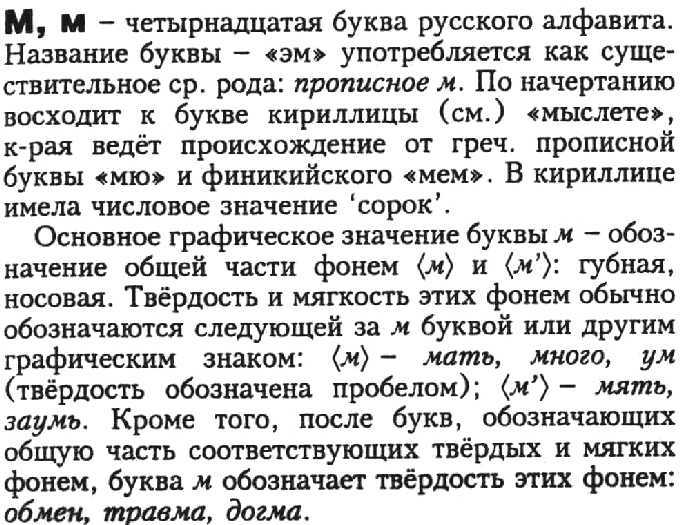 М, м – четырнадцатая буква русского алфавита.
Название буквы – «эм» употребляется как суще-
ствительное ср. рода: прописное м. По начертанию
восходит к букве кириллицы (см.) «мыслете»,
к-рая ведёт происхождение от греч. прописной
буквы «мю» и финикийского «мем». В кириллице
имела числовое значение ‘сорок’.
Основное графическое значение буквы м – обоз-
начение общей части фонем ⟨м⟩ и ⟨м’⟩: губная,
носовая. Твёрдость и мягкость этих фонем обычно
обозначаются следующей за м буквой или другим
графическим знаком: ⟨м⟩ – мать, много, ум
(твёрдость обозначена пробелом); ⟨м’⟩ – мять,
заумь. Кроме того, после букв, обозначающих
общую часть соответствующих твёрдых и мягких
фонем, буква м обозначает твёрдость этих фонем:
обмен, травма, догма.